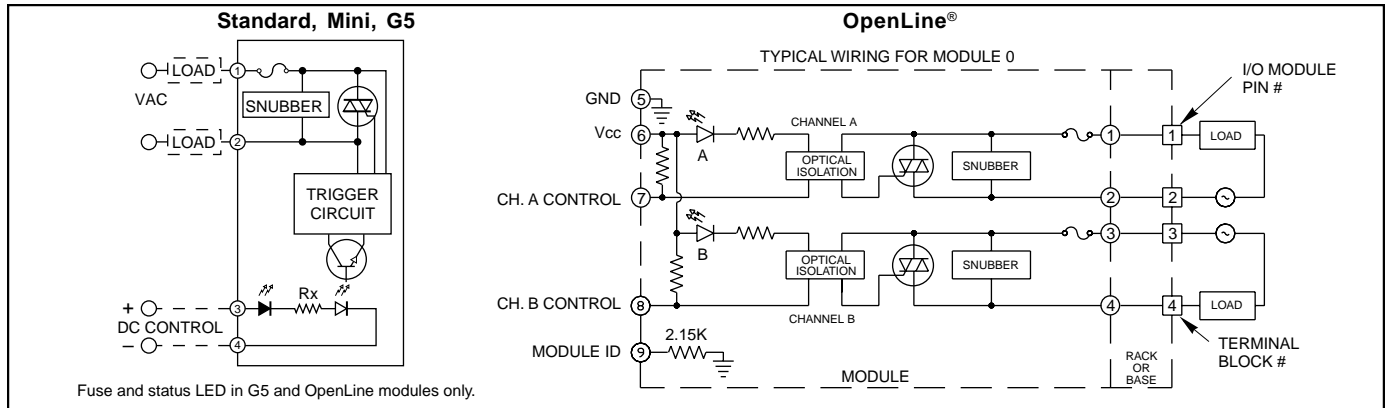 Standard, Mini, G5
LOAD
1
VAC
SNUBBER
LOAD
2
TRIGGER
CIRCUIT
Rx
+
3
DC CONTROL
–
4
Fuse and status LED in G5 and OpenLine modules only.
OpenLine®
TYPICAL WIRING FOR MODULE 0
I/O MODULE
PIN #
GND
5
Vcc
6
A
CHANNEL A
OPTICAL
ISOLATION
SNUBBER
1
1
LOAD
CH. A CONTROL
7
2
2
~
B
OPTICAL
ISOLATION
SNUBBER
3
3
~
CH. B CONTROL
8
CHANNEL B
4
4
LOAD
MODULE ID
9
2.15K
MODULE
RACK
OR
BASE
TERMINAL
BLOCK #